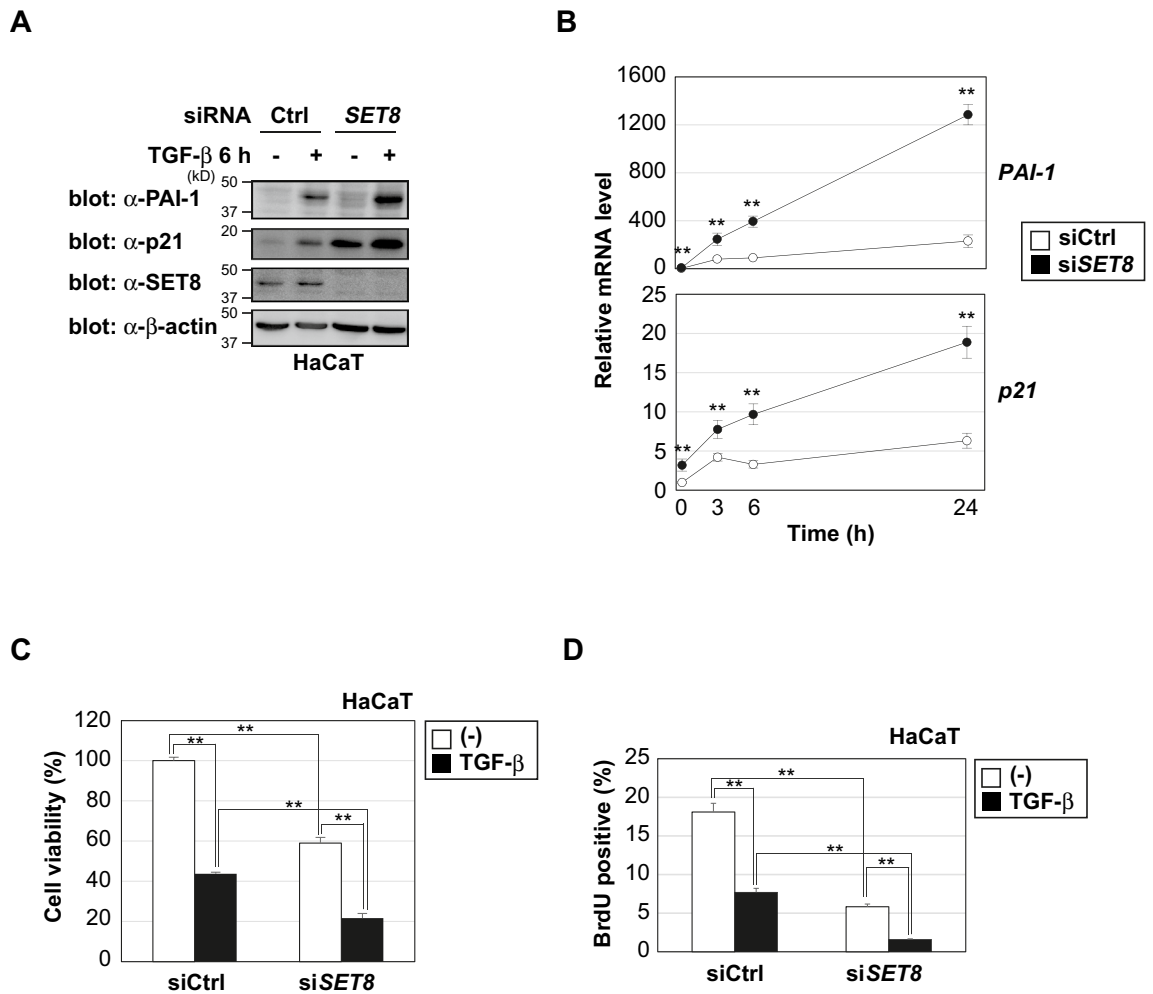 A
siRNA Ctrl SET8
TGF-β 6 h - + - +
(kD)
blot: α-PAI-1 50 37
blot: α-p21 20
blot: α-SET8 50 37
blot: α-β-actin 50 37
HaCaT
B
Relative mRNA level
1600
1200
800
400
0
** ** ** **
PAI-1
siCtrl
siSET8
25
20
15
10
5
0
** ** ** **
p21
0 3 6 24
Time (h)
C
HaCaT
Cell viability (%)
120
100
80
60
40
20
0
**
**
**
**
(-)
TGF-β
siCtrl siSET8
D
HaCaT
BrdU positive (%)
25
20
15
10
5
0
**
**
**
**
(-)
TGF-β
siCtrl siSET8